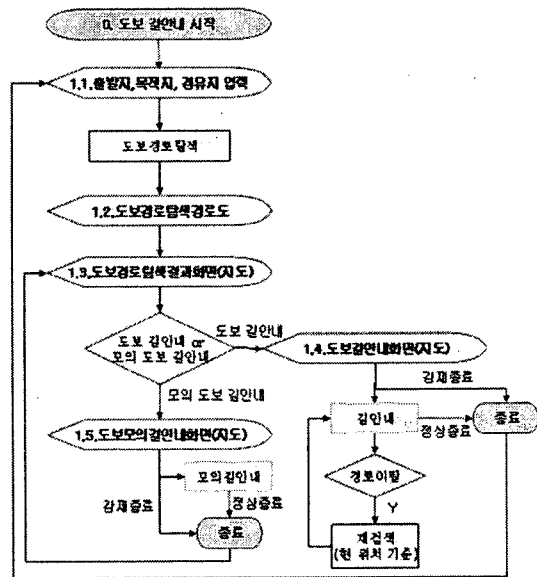 0. 도보 길안내 시작
1.1.출발지,목적지, 경유지 입력
도보경로탐색
1.2.도보경로탐색경로도
1.3.도보경로탐색결과화면(지도)
도보 길안내 or
모의 도보 길안내
도보 길안내
1.4.도보길안내화면(지도)
모의 도보 길안내
강제종료
길안내
정상종료
종료
1.5.도보모의길안내화면(지도)
경로이탈
모의길안내
강제종료
정상종료
Y
종료
재검색
(현 위치 기준)